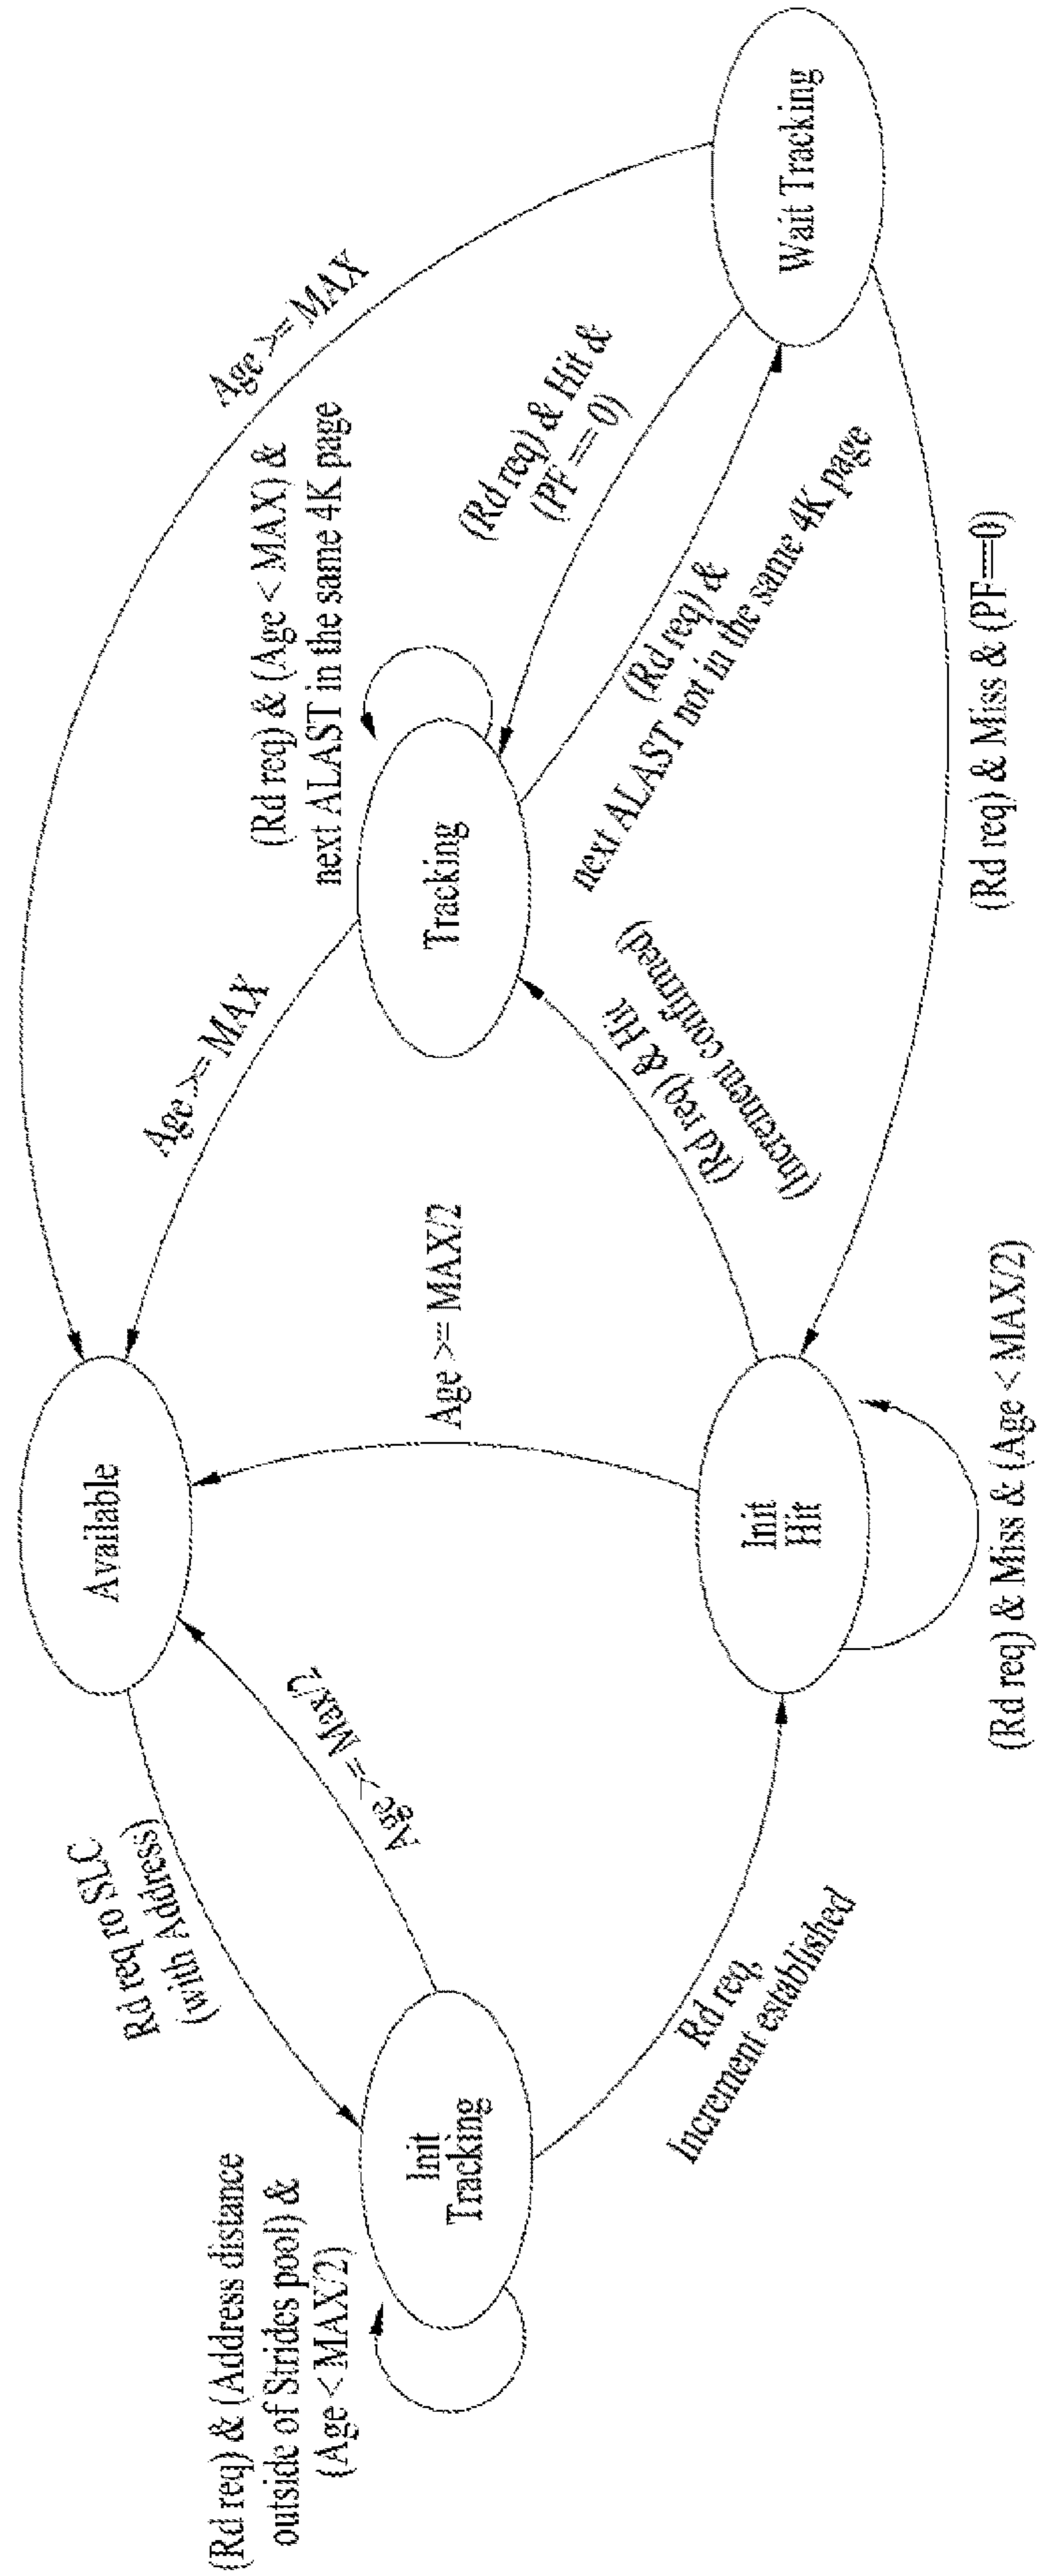 Rd req to SLC
(with Address)
Available
Age >= MAX
Age >= MAX
(Rd req) & (Address distance
outside of Strides pool) &
(Age < MAX/2)
Init
Tracking
Age >= Max/2
Age >= MAX/2
Tracking
(Rd req) & (Age < MAX) &
next ALAST in the same 4K page
(Rd req) & Hit &
(PF == 0)
(Rd req) &
next ALAST not in the same 4K page
(Rd req) & Hit
(Increment confirmed)
Rd req,
Increment established
Init
Hit
Wait Tracking
(Rd req) & Miss & (PF==0)
(Rd req) & Miss & (Age < MAX/2)